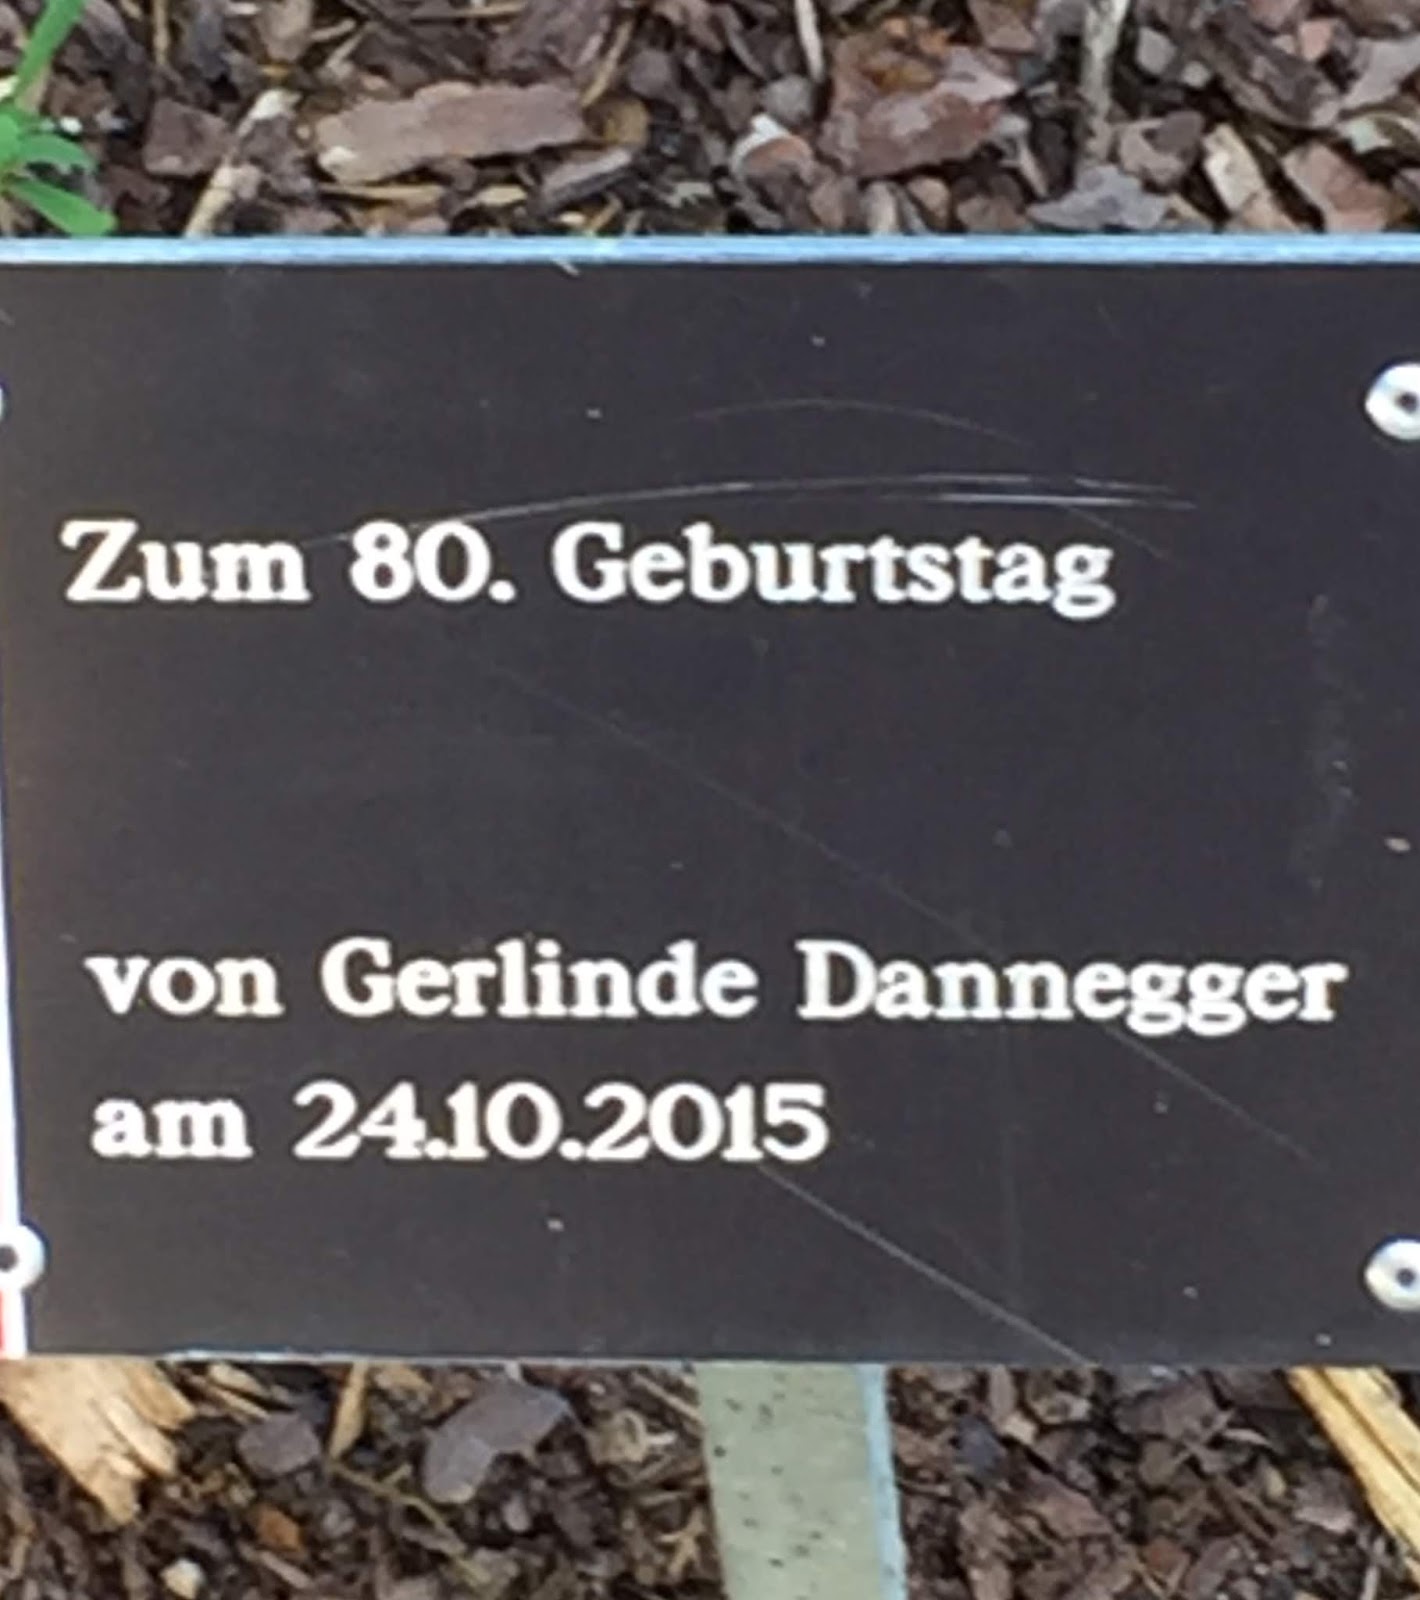 Zum 80. Geburtstag
von Gerlinde Dannegger
am 24.10.2015